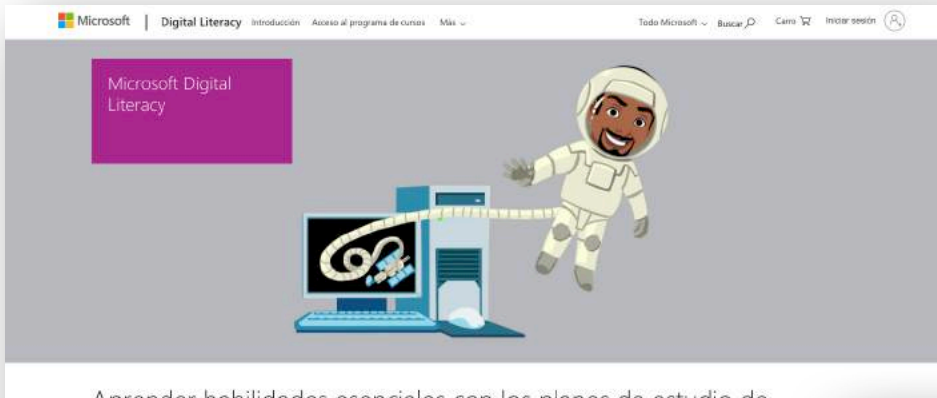 Microsoft | Digital Literacy Introducción Acceso al programa de cursos Más Todo Microsoft Buscar Carro Iniciar sesión
Microsoft Digital
Literacy
Aprender habilidades esenciales con los planes de estudio de